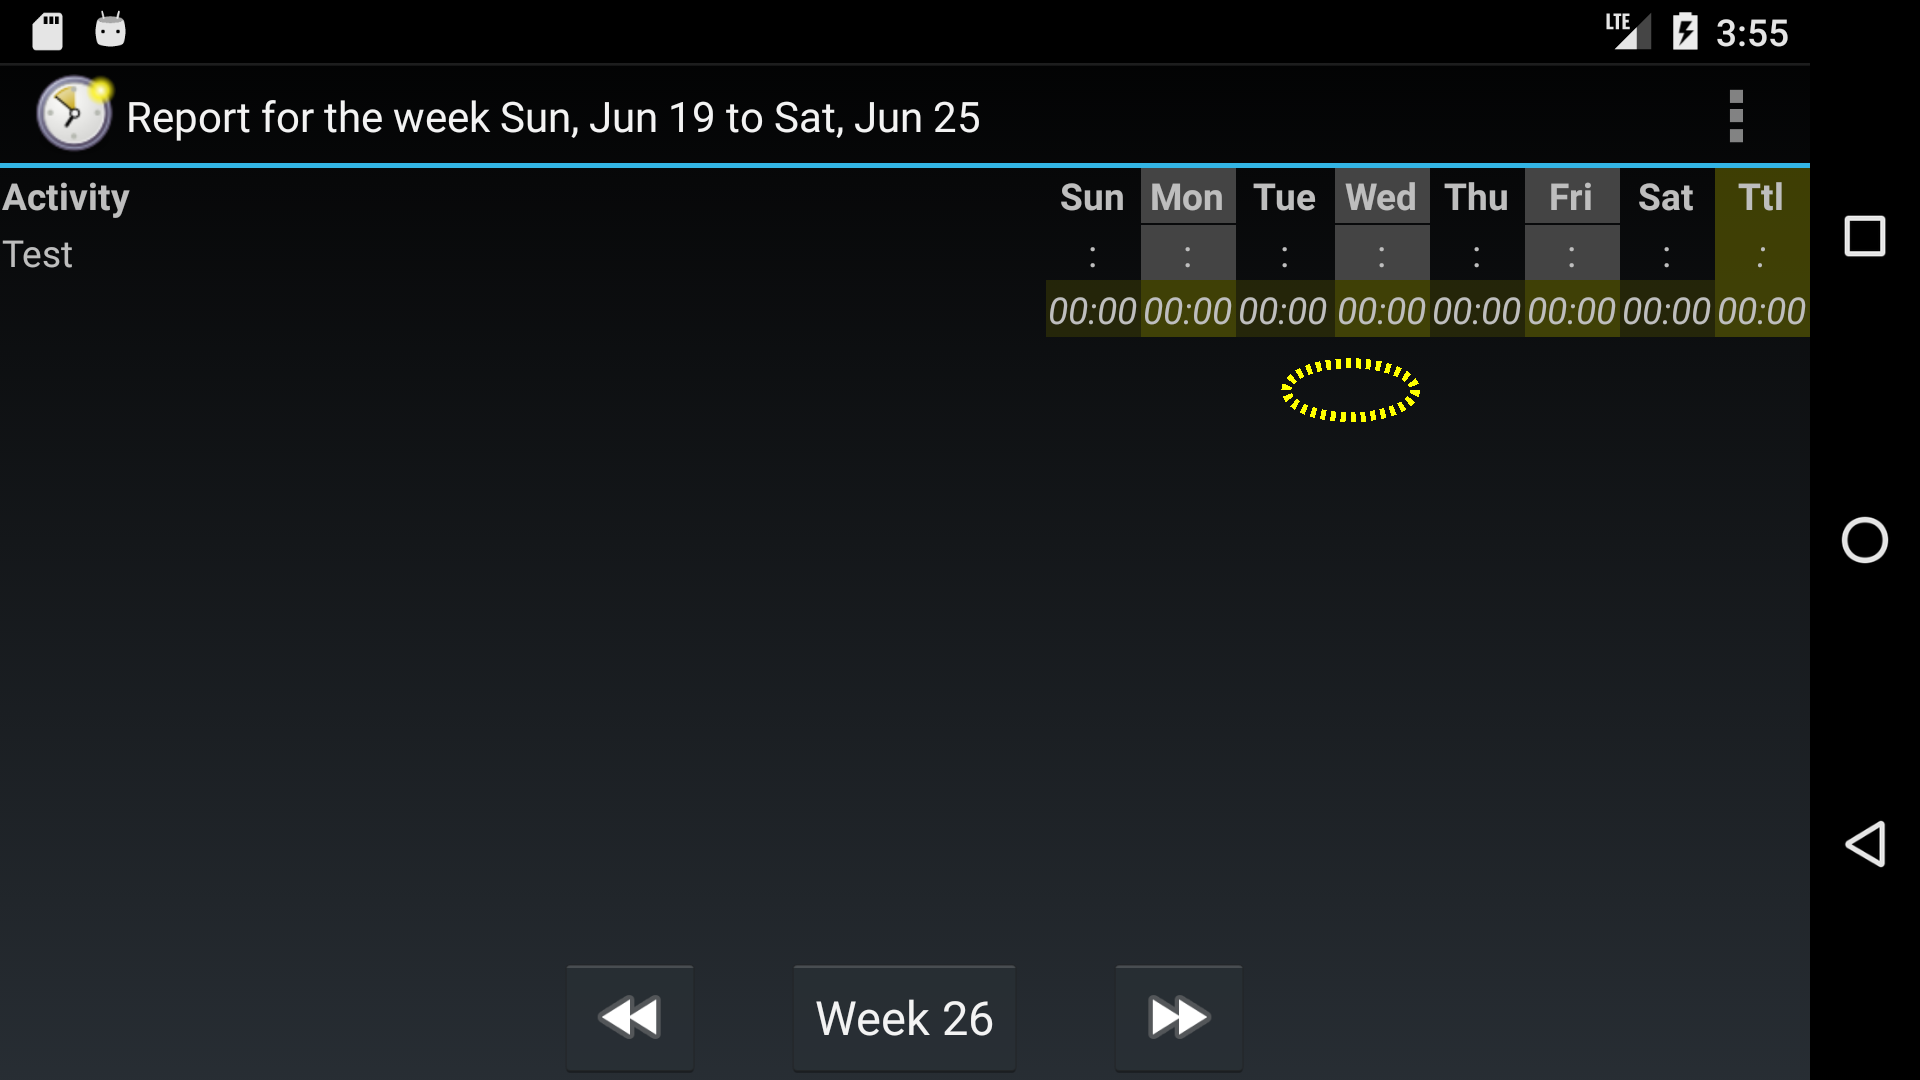 LTE 3:55
Report for the week Sun, Jun 19 to Sat, Jun 25
Activity Sun Mon Tue Wed Thu Fri Sat Ttl
Test : : : : : : : :
00:00 00:00 00:00 00:00 00:00 00:00 00:00 00:00
Week 26